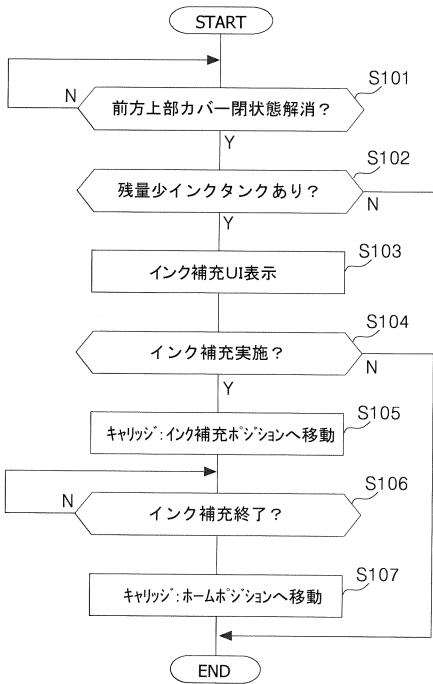 START
S101
N
前方上部カバー閉状態解消？
Y
S102
残量少インクタンクあり？
N
Y
S103
インク補充UI表示
S104
インク補充実施？
N
Y
S105
ｷｬﾘｯｼﾞ:ｲﾝｸ補充ﾎﾟｼﾞｼｮﾝへ移動
S106
N
インク補充終了？
S107
ｷｬﾘｯｼﾞ:ﾎｰﾑﾎﾟｼﾞｼｮﾝへ移動
END